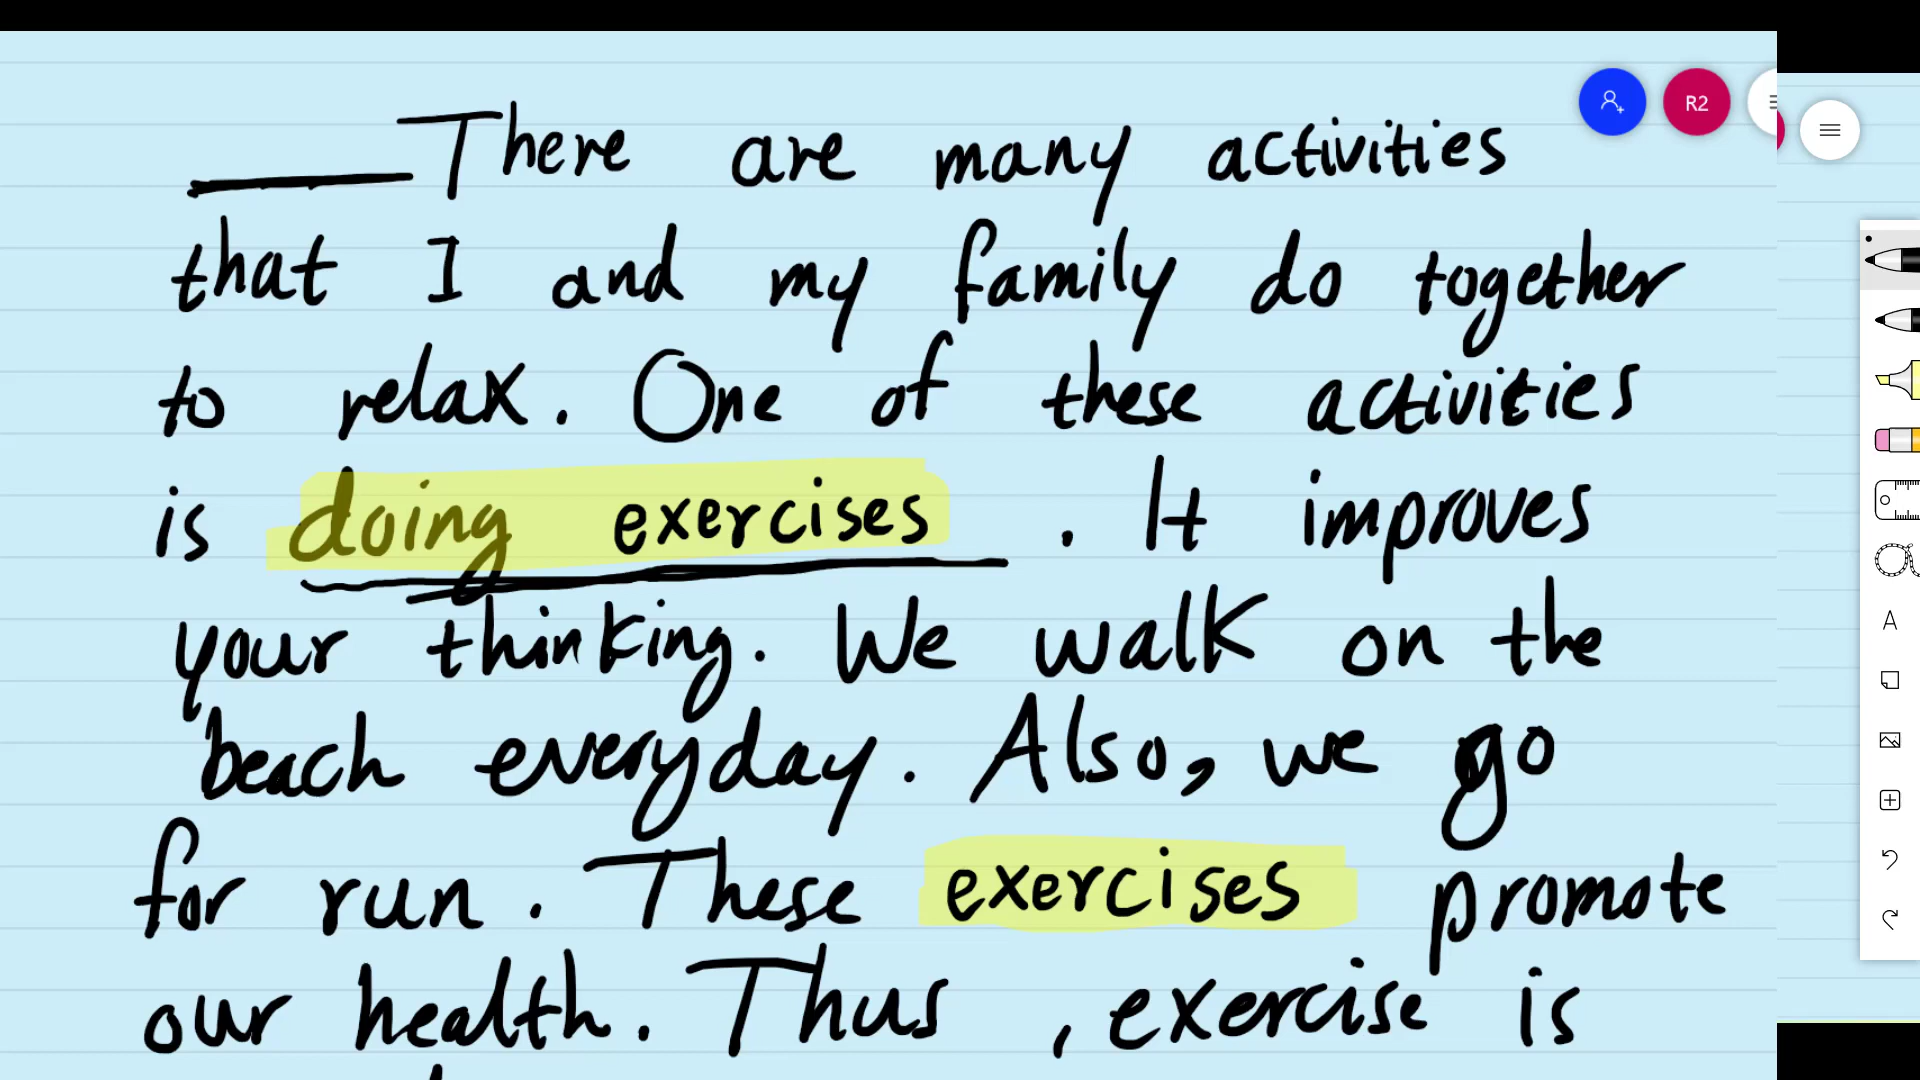 There are many activities
that I and my family do together
to relax. One of these activities
is doing exercises. It improves
your thinking. We walk on the
beach everyday. Also, we go
for run. These exercises promote
our health. Thus, exercise is
R2
A